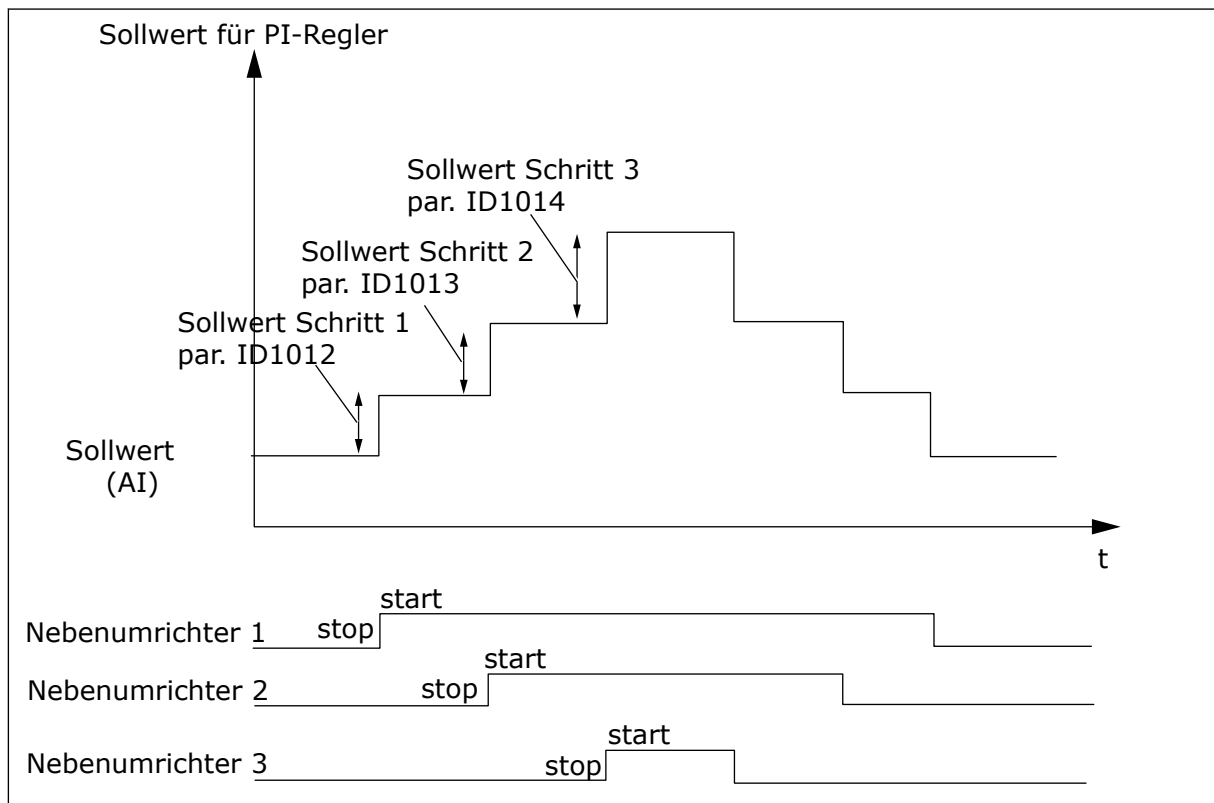 Sollwert für PI-Regler
Sollwert Schritt 3
par. ID1014
Sollwert Schritt 2
par. ID1013
Sollwert Schritt 1
par. ID1012
Sollwert
(AI)
t
start
stop
Nebenumrichter 1
start
stop
Nebenumrichter 2
start
stop
Nebenumrichter 3